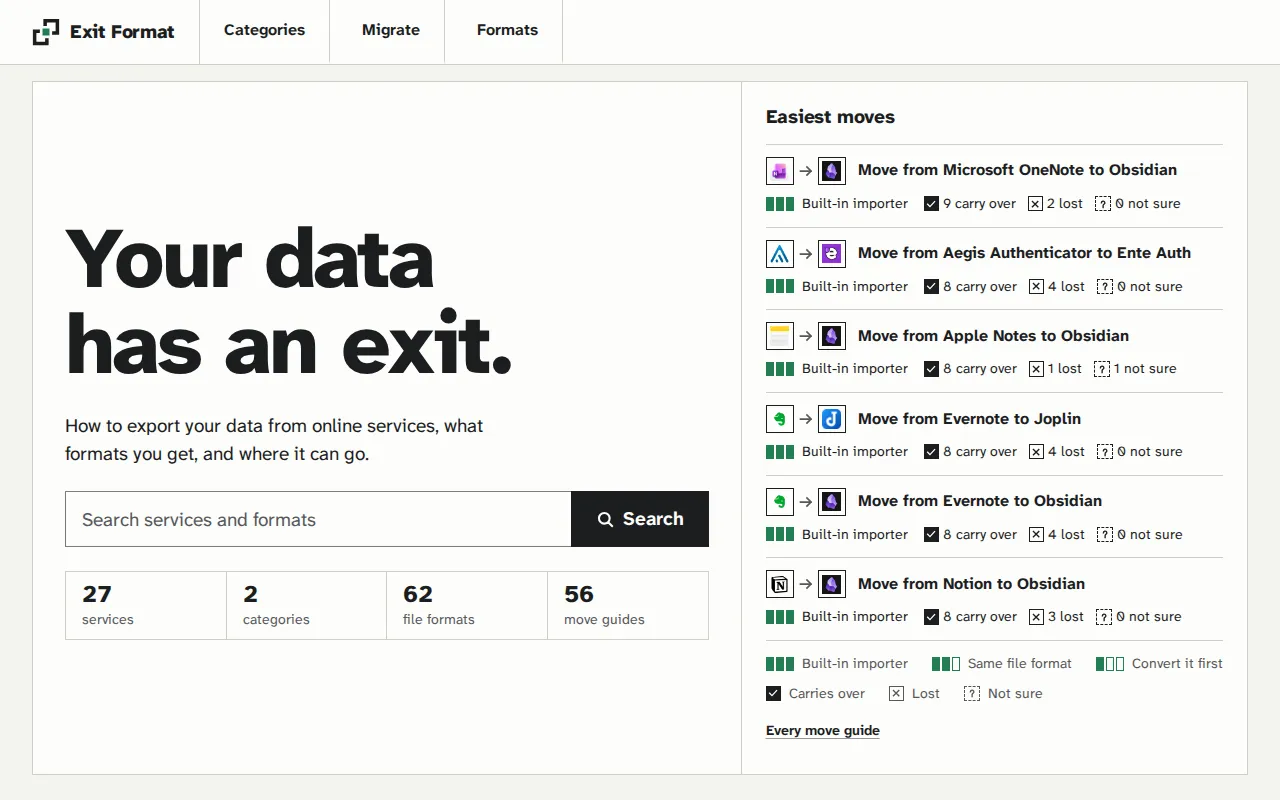 Exit Format
Categories
Migrate
Formats
Your data
has an exit.
How to export your data from online services, what
formats you get, and where it can go.
Search services and formats
Search
27
services
2
categories
62
file formats
56
move guides
Easiest moves
Move from Microsoft OneNote to Obsidian
Built-in importer 9 carry over 2 lost ? 0 not sure
Move from Aegis Authenticator to Ente Auth
Built-in importer 8 carry over 4 lost ? 0 not sure
Move from Apple Notes to Obsidian
Built-in importer 8 carry over 1 lost ? 1 not sure
Move from Evernote to Joplin
Built-in importer 8 carry over 4 lost ? 0 not sure
Move from Evernote to Obsidian
Built-in importer 8 carry over 4 lost ? 0 not sure
Move from Notion to Obsidian
Built-in importer 8 carry over 3 lost ? 0 not sure
Built-in importer Same file format Convert it first
Carries over Lost ? Not sure
Every move guide